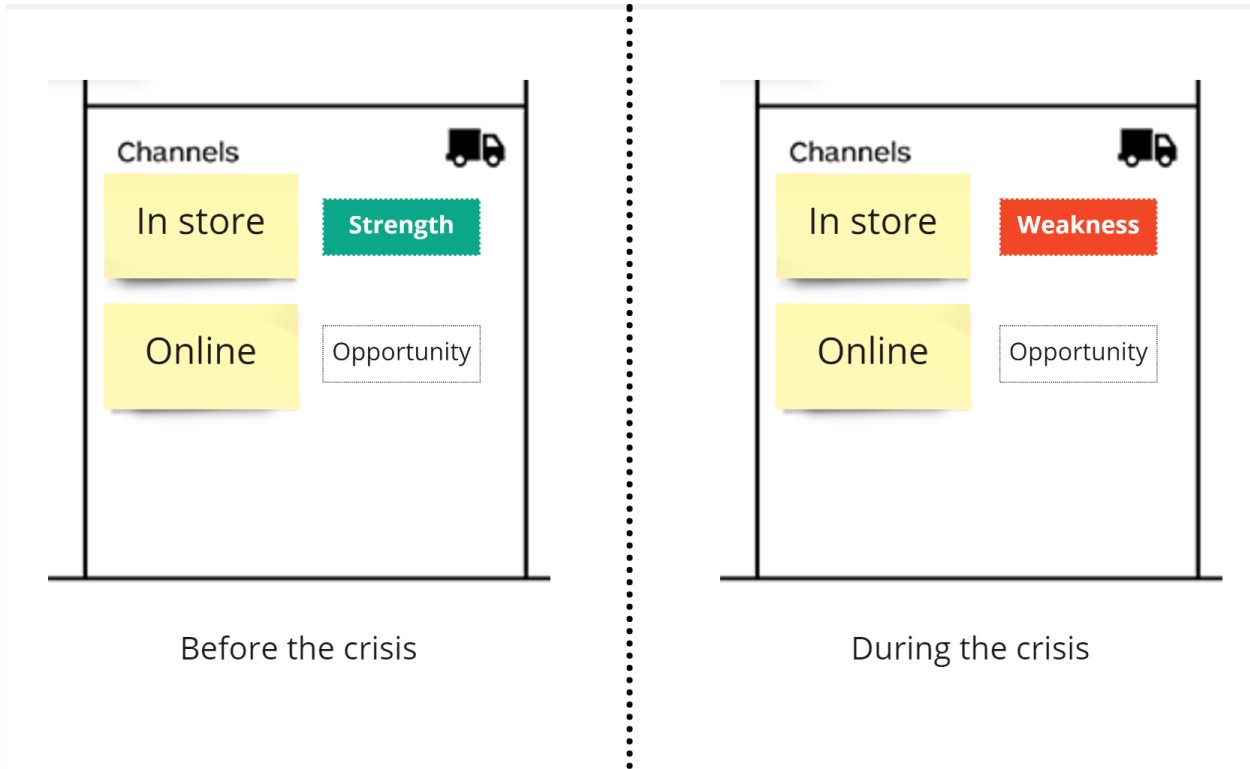 Channels
In store
Strength
Online
Opportunity
Before the crisis
Channels
In store
Weakness
Online
Opportunity
During the crisis